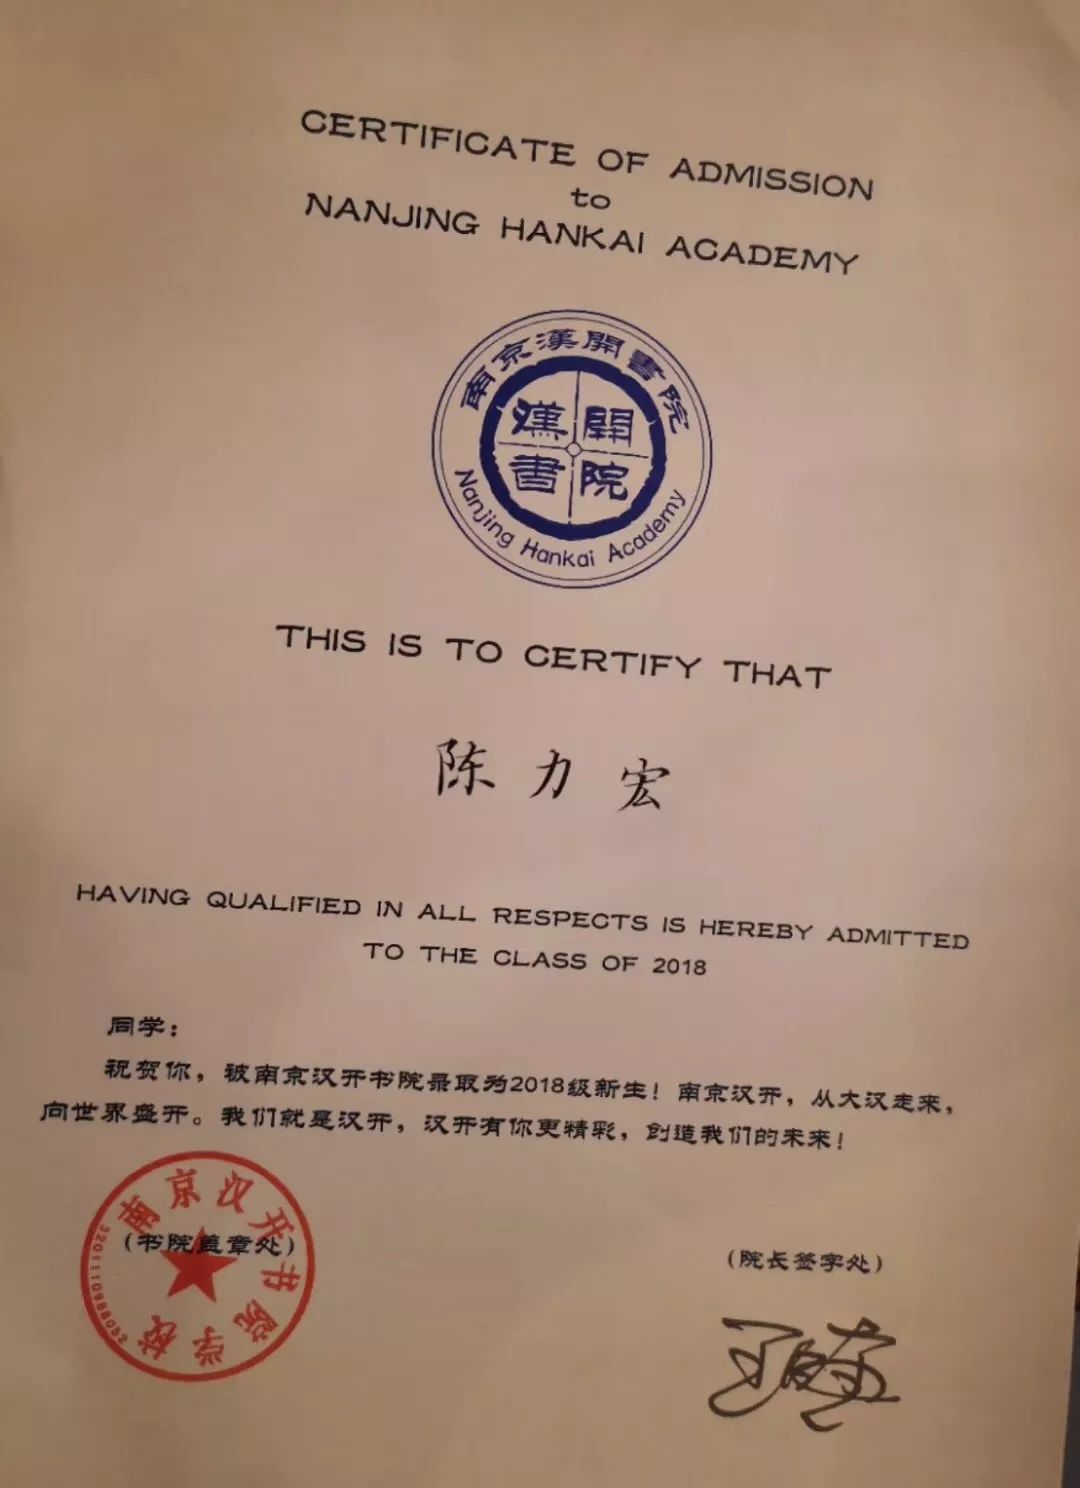 CERTIFICATE OF ADMISSION
to
NANJING HANKAI ACADEMY
南京漢開書院
漢開
書院
Nanjing Hankai Academy
THIS IS TO CERTIFY THAT
陈力宏
HAVING QUALIFIED IN ALL RESPECTS IS HEREBY ADMITTED
TO THE CLASS OF 2018
同学：
祝贺你，被南京汉开书院录取为2018级新生！南京汉开，从大汉走来，
向世界盛开。我们就是汉开，汉开有你更精彩，创造我们的未来！
南京汉开书院学校
（书院盖章处）
（院长签字处）